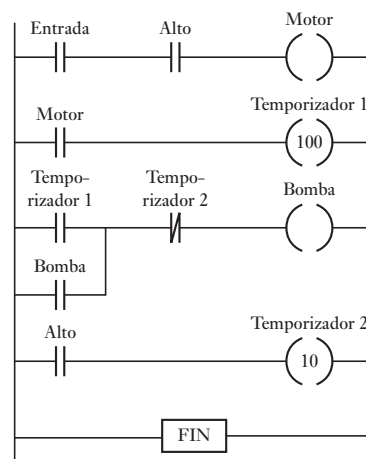 Entrada
Alto
Motor
Motor
Temporizador 1
100
Tempo-
rizador 1
Tempo-
rizador 2
Bomba
Bomba
Alto
Temporizador 2
10
FIN